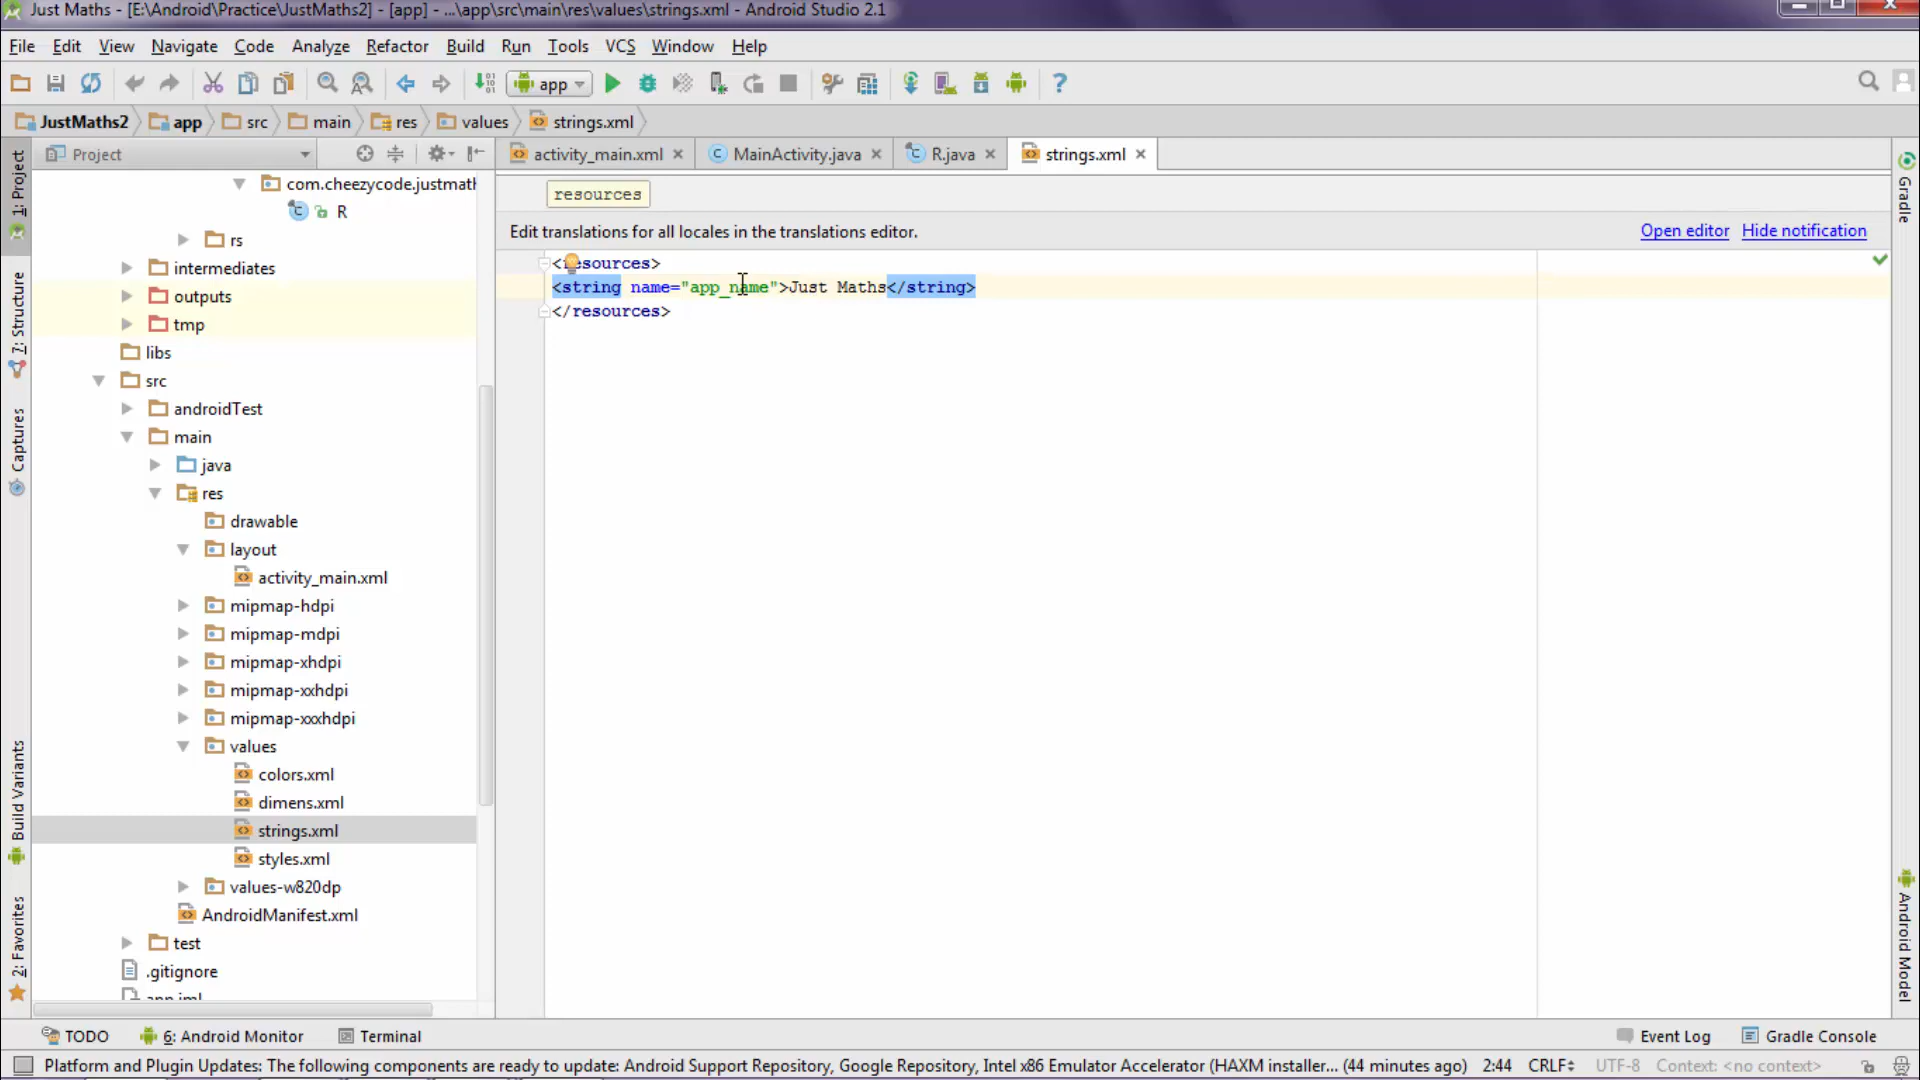 Just Maths - [E:\Android\Practice\JustMaths2] - [app] - ...\app\src\main\res\values\strings.xml - Android Studio 2.1
File Edit View Navigate Code Analyze Refactor Build Run Tools VCS Window Help
app
JustMaths2 app src main res values strings.xml
Project
activity_main.xml MainActivity.java R.java strings.xml
1: Project
7: Structure
Captures
Build Variants
2: Favorites
com.cheezycode.justmath
R
rs
intermediates
outputs
tmp
libs
src
androidTest
main
java
res
drawable
layout
activity_main.xml
mipmap-hdpi
mipmap-mdpi
mipmap-xhdpi
mipmap-xxhdpi
mipmap-xxxhdpi
values
colors.xml
dimens.xml
strings.xml
styles.xml
values-w820dp
AndroidManifest.xml
test
.gitignore
resources
Edit translations for all locales in the translations editor. Open editor Hide notification
<resources>
<string name="app_name">Just Maths</string>
</resources>
Gradle
Android Model
TODO 6: Android Monitor Terminal Event Log Gradle Console
Platform and Plugin Updates: The following components are ready to update: Android Support Repository, Google Repository, Intel x86 Emulator Accelerator (HAXM installer... (44 minutes ago) 2:44 CRLF UTF-8 Context: <no context>